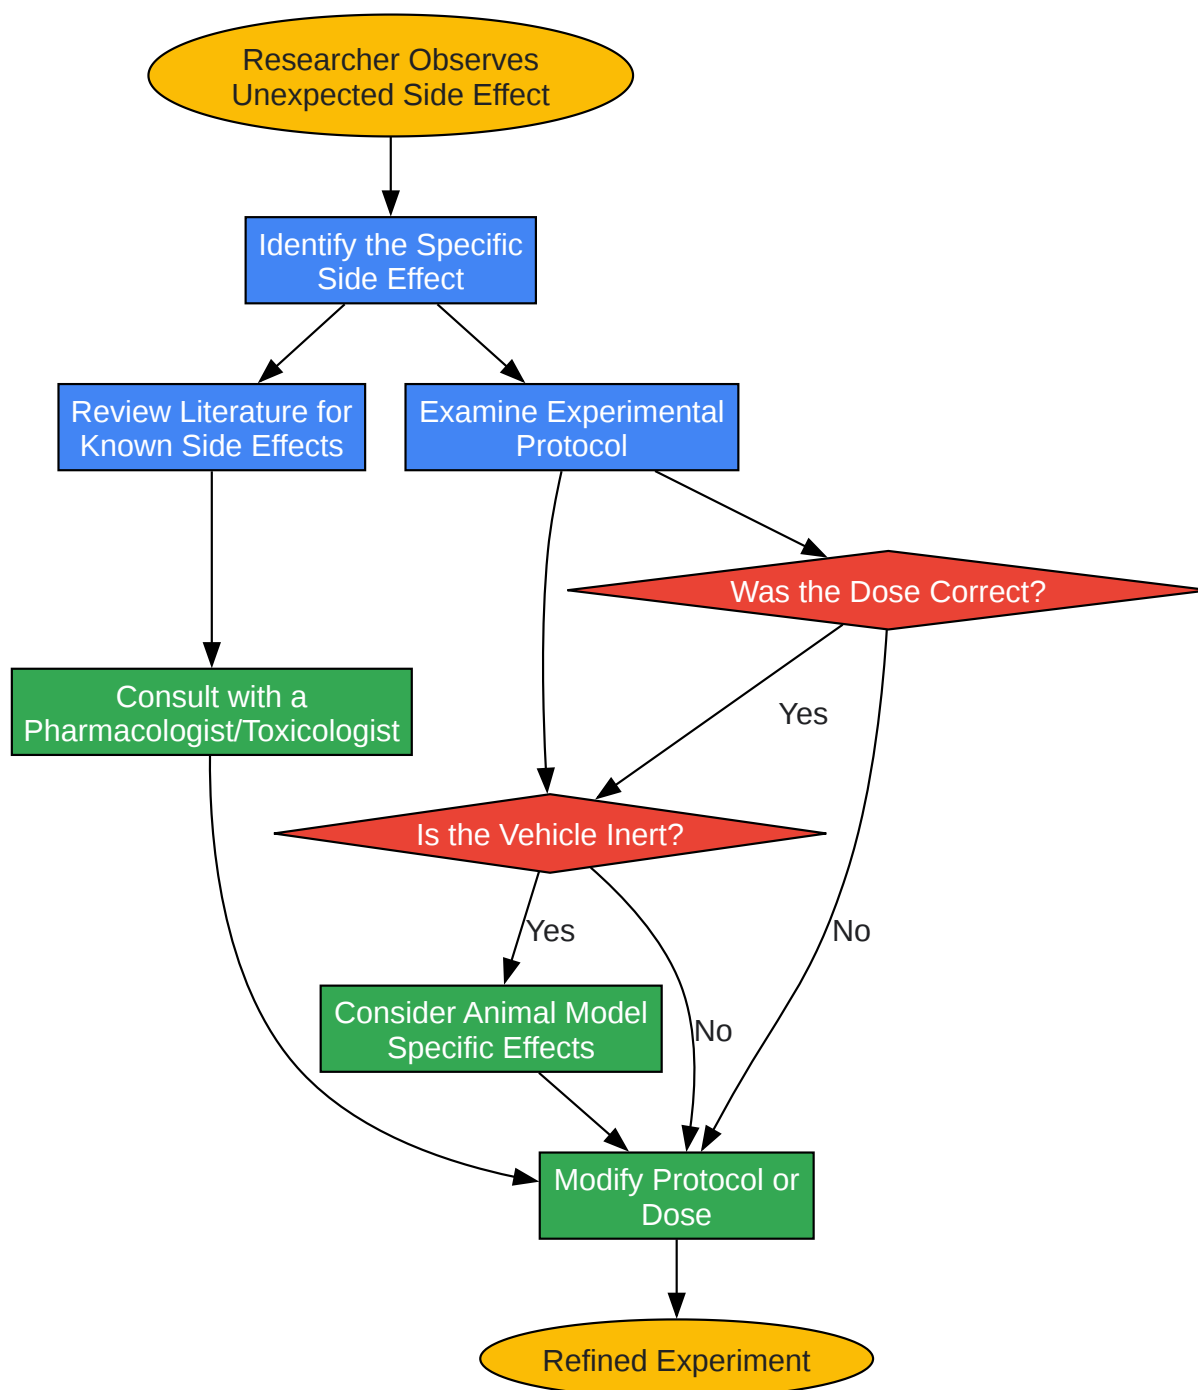 Researcher Observes
Unexpected Side Effect
Identify the Specific
Side Effect
Review Literature for
Known Side Effects
Examine Experimental
Protocol
Was the Dose Correct?
Consult with a
Pharmacologist/Toxicologist
Yes
Is the Vehicle Inert?
Yes
No
Consider Animal Model
Specific Effects
No
Modify Protocol or
Dose
Refined Experiment